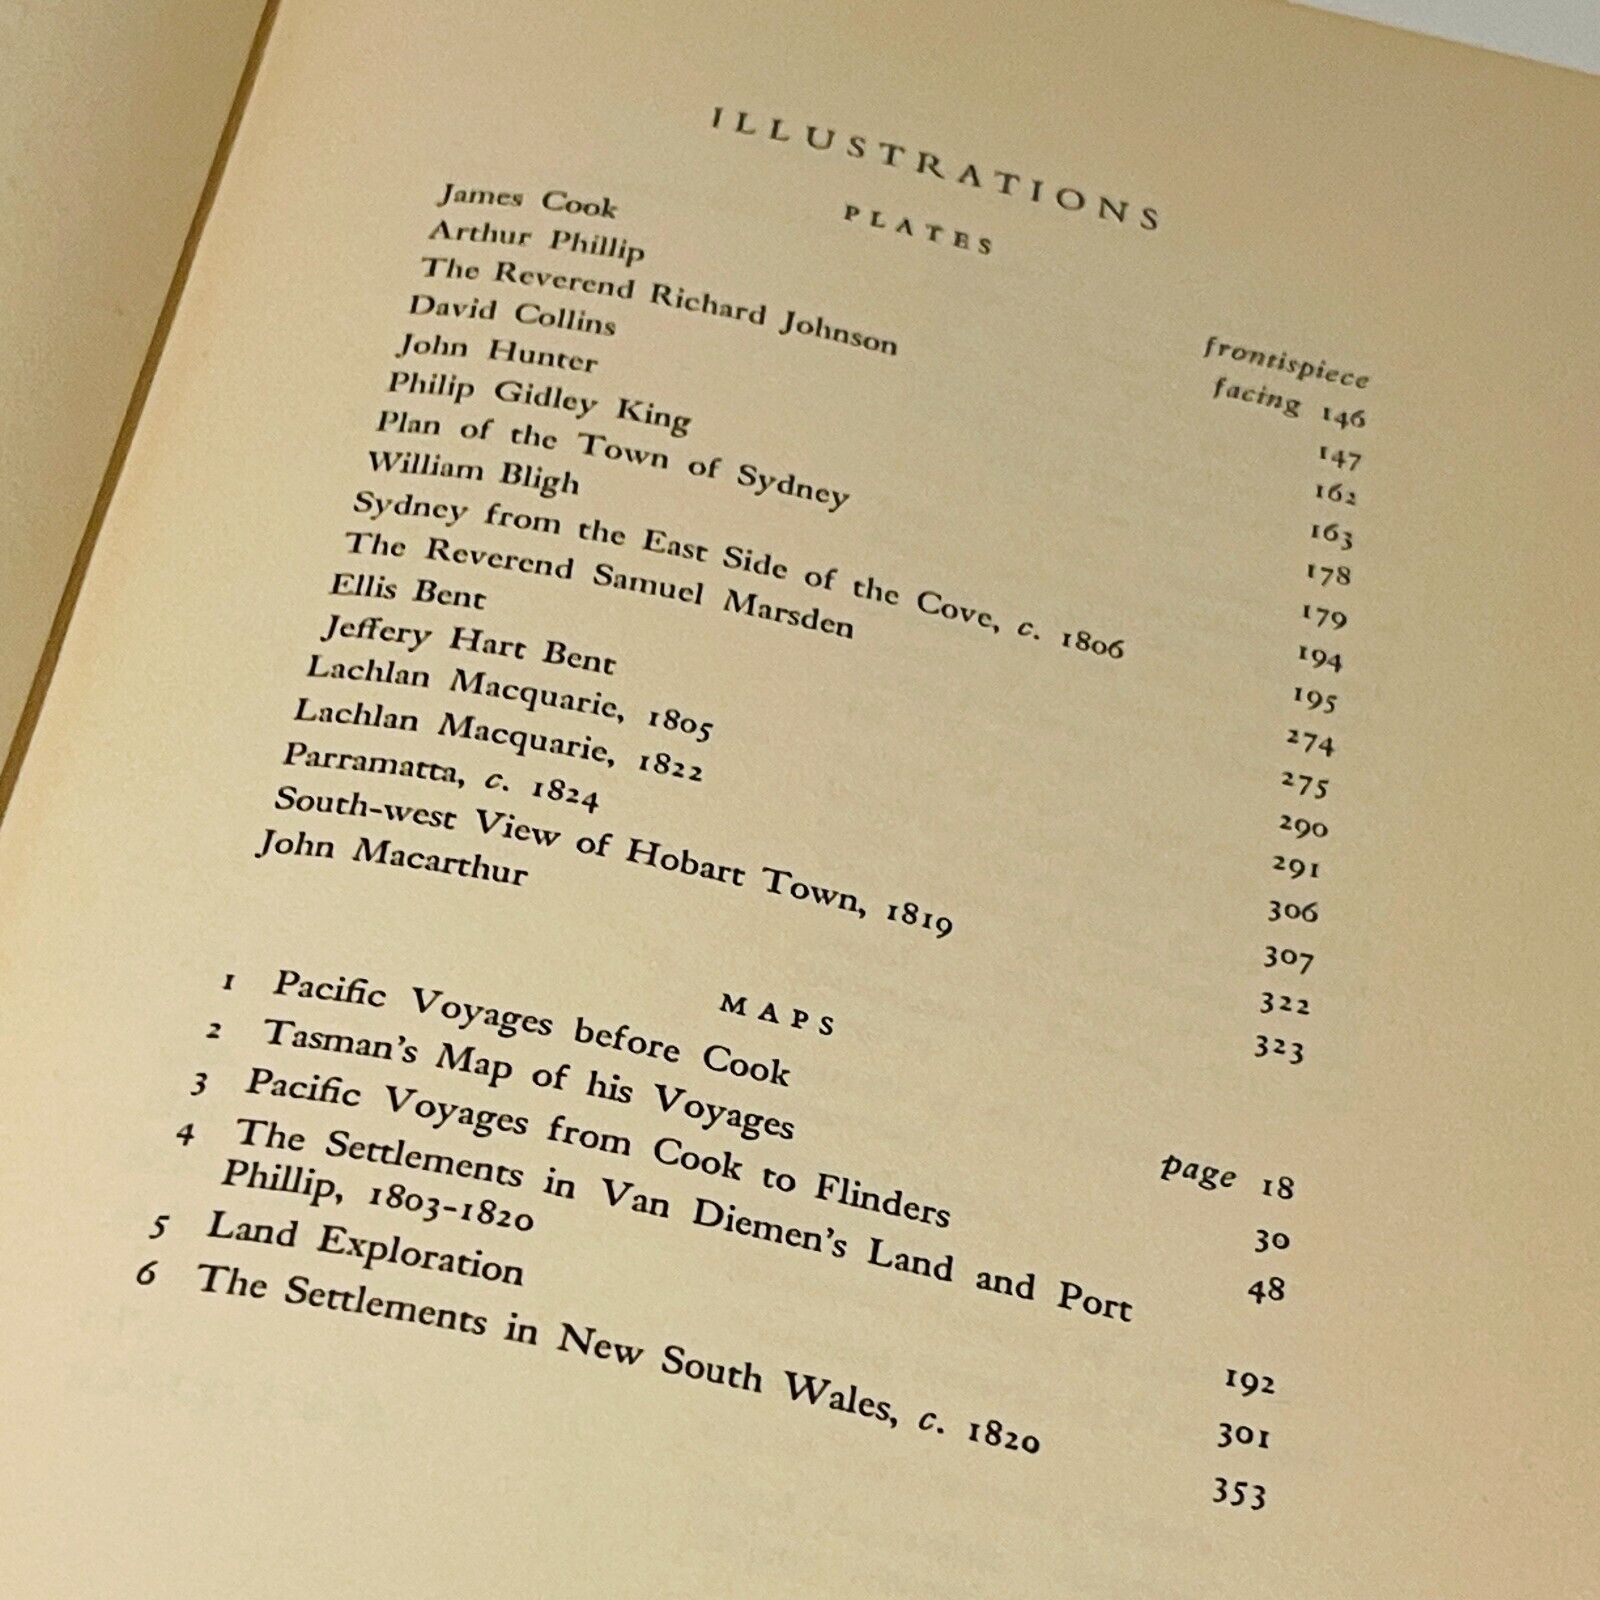 ILLUSTRATIONS
PLATES
James Cook frontispiece
Arthur Phillip facing 146
The Reverend Richard Johnson 147
David Collins 162
John Hunter 163
Philip Gidley King 178
Plan of the Town of Sydney 179
William Bligh 194
Sydney from the East Side of the Cove, c. 1806 195
The Reverend Samuel Marsden 274
Ellis Bent 275
Jeffery Hart Bent 290
Lachlan Macquarie, 1805 291
Lachlan Macquarie, 1822 306
Parramatta, c. 1824 307
South-west View of Hobart Town, 1819 322
John Macarthur 323
MAPS
1 Pacific Voyages before Cook page 18
2 Tasman's Map of his Voyages 30
3 Pacific Voyages from Cook to Flinders 48
4 The Settlements in Van Diemen's Land and Port
Phillip, 1803-1820 192
5 Land Exploration 301
6 The Settlements in New South Wales, c. 1820 353